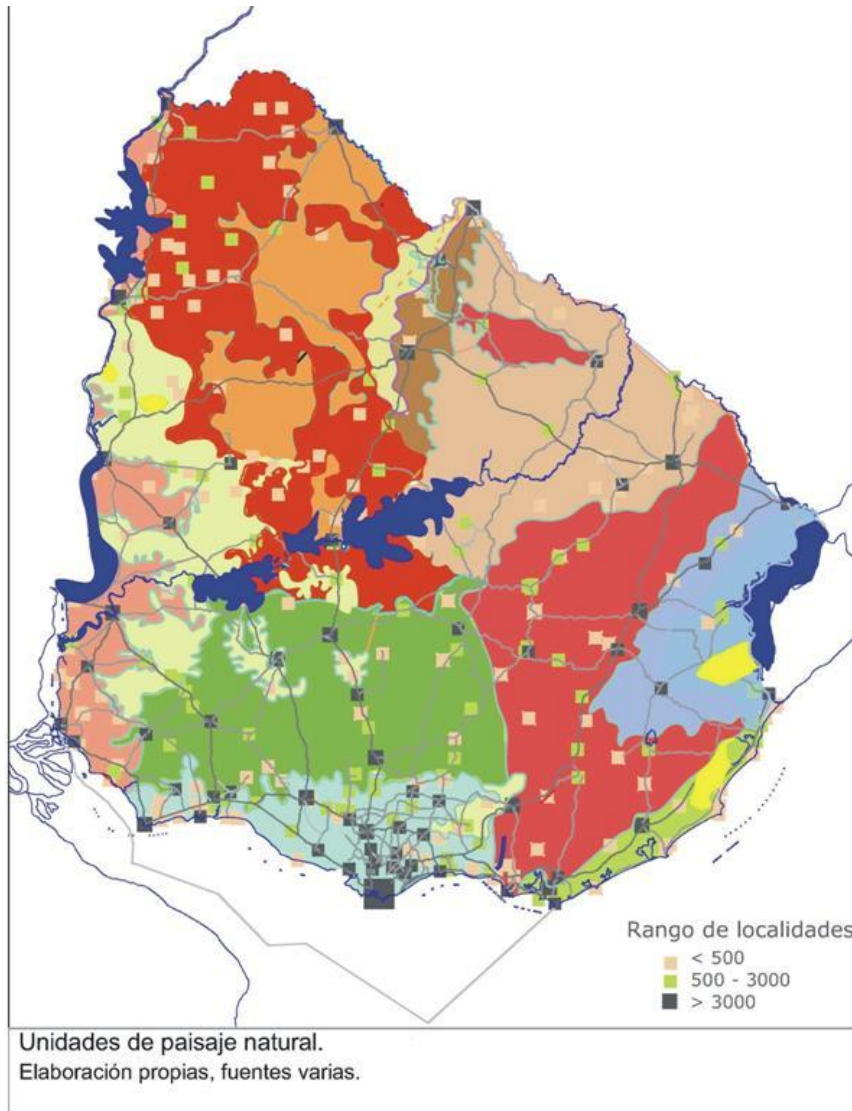 Rango de localidades
< 500
500 - 3000
> 3000
Unidades de paisaje natural.
Elaboración propias, fuentes varias.